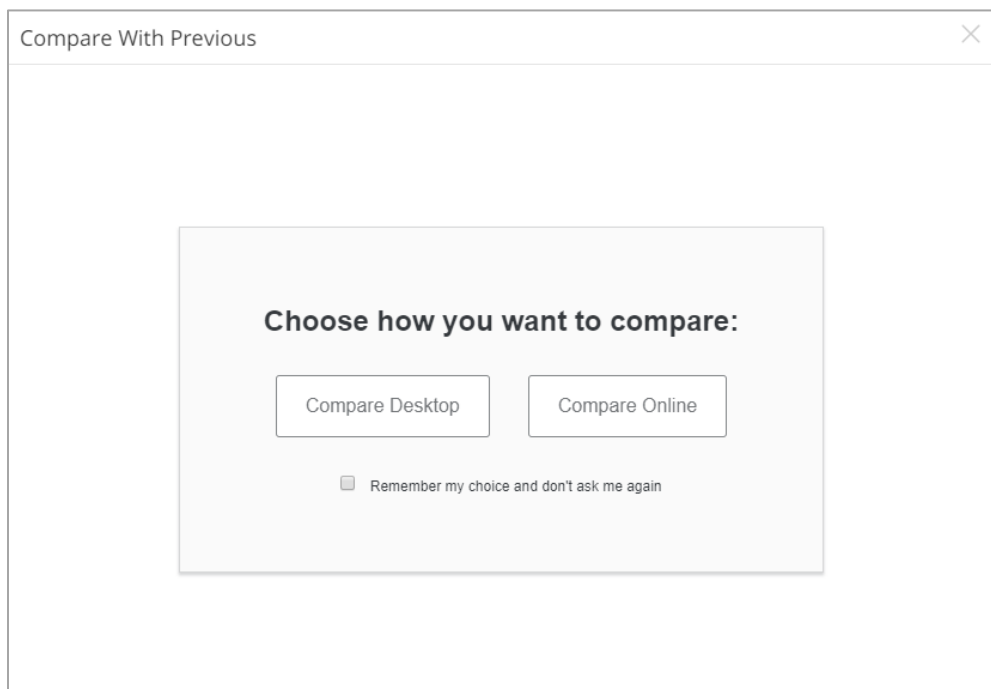 Compare With Previous
Choose how you want to compare:
Compare Desktop
Compare Online
Remember my choice and don't ask me again